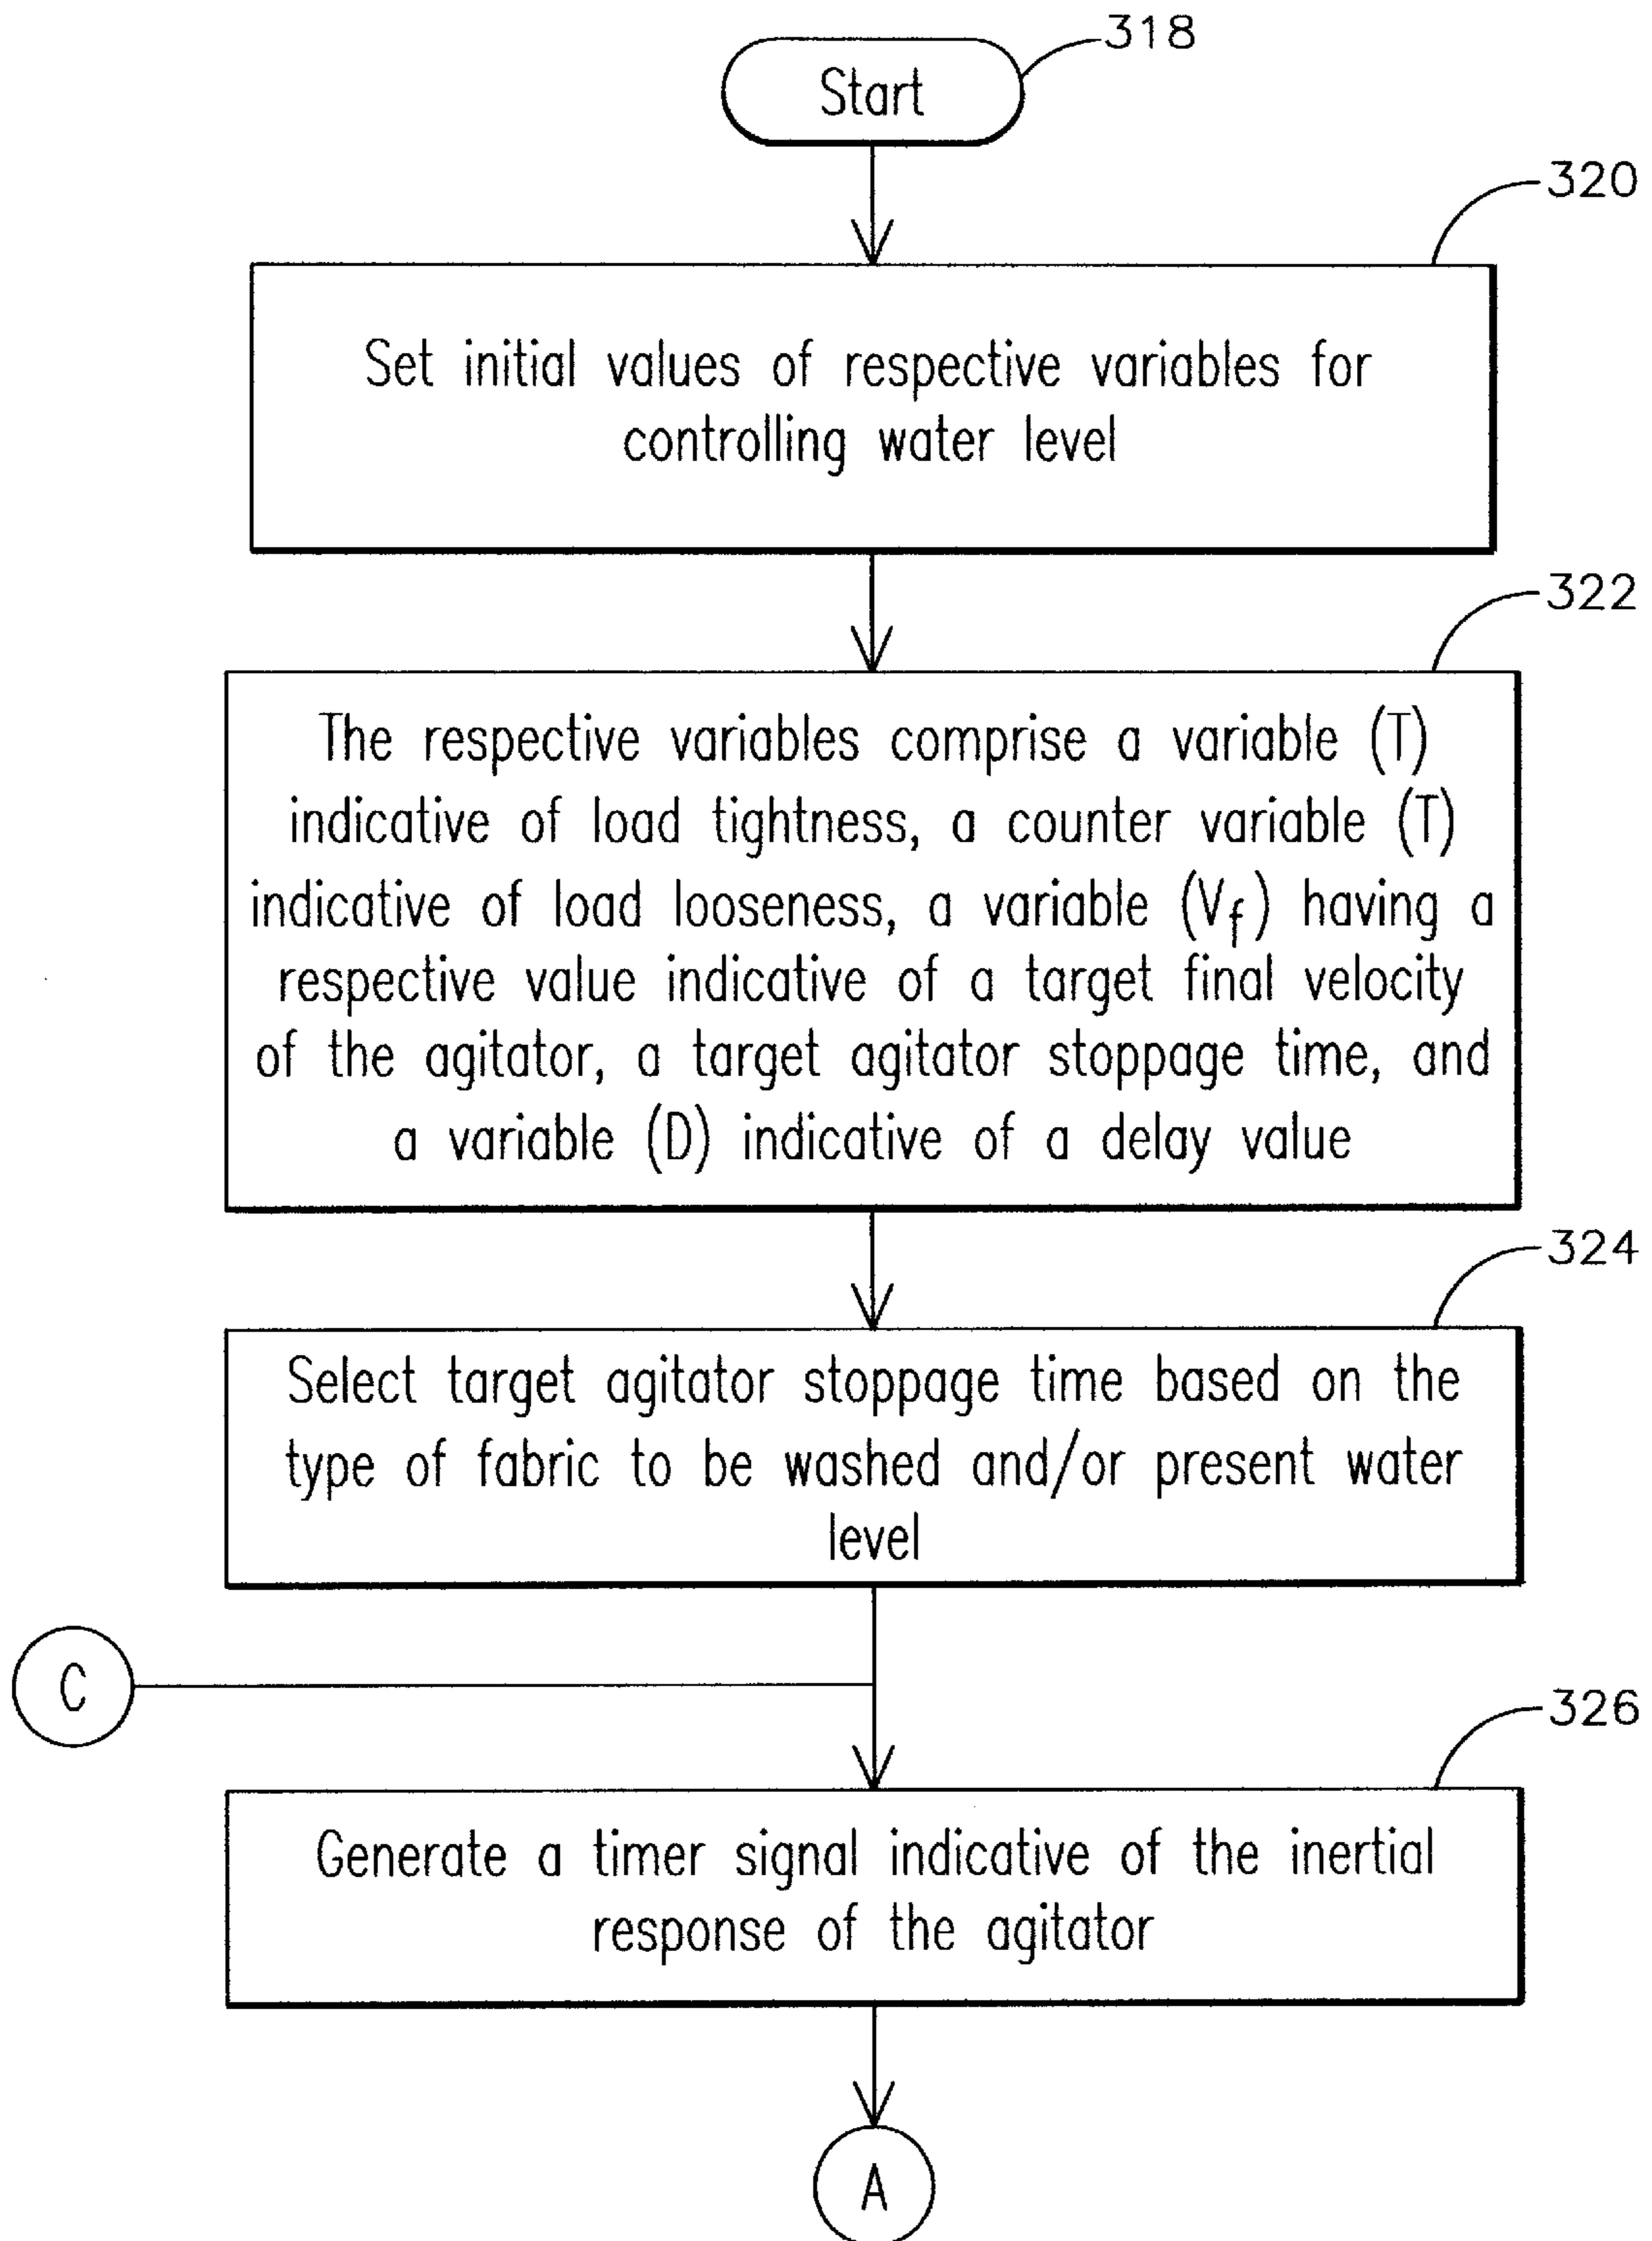 318
Start
320
Set initial values of respective variables for
controlling water level
322
The respective variables comprise a variable (T)
indicative of load tightness, a counter variable (T)
indicative of load looseness, a variable (Vf) having a
respective value indicative of a target final velocity
of the agitator, a target agitator stoppage time, and
a variable (D) indicative of a delay value
324
Select target agitator stoppage time based on the
type of fabric to be washed and/or present water
level
C
326
Generate a timer signal indicative of the inertial
response of the agitator
A